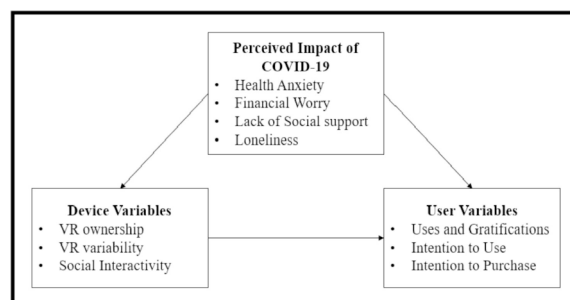 Perceived Impact of
COVID-19
• Health Anxiety
• Financial Worry
• Lack of Social support
• Loneliness
Device Variables
• VR ownership
• VR variability
• Social Interactivity
User Variables
• Uses and Gratifications
• Intention to Use
• Intention to Purchase